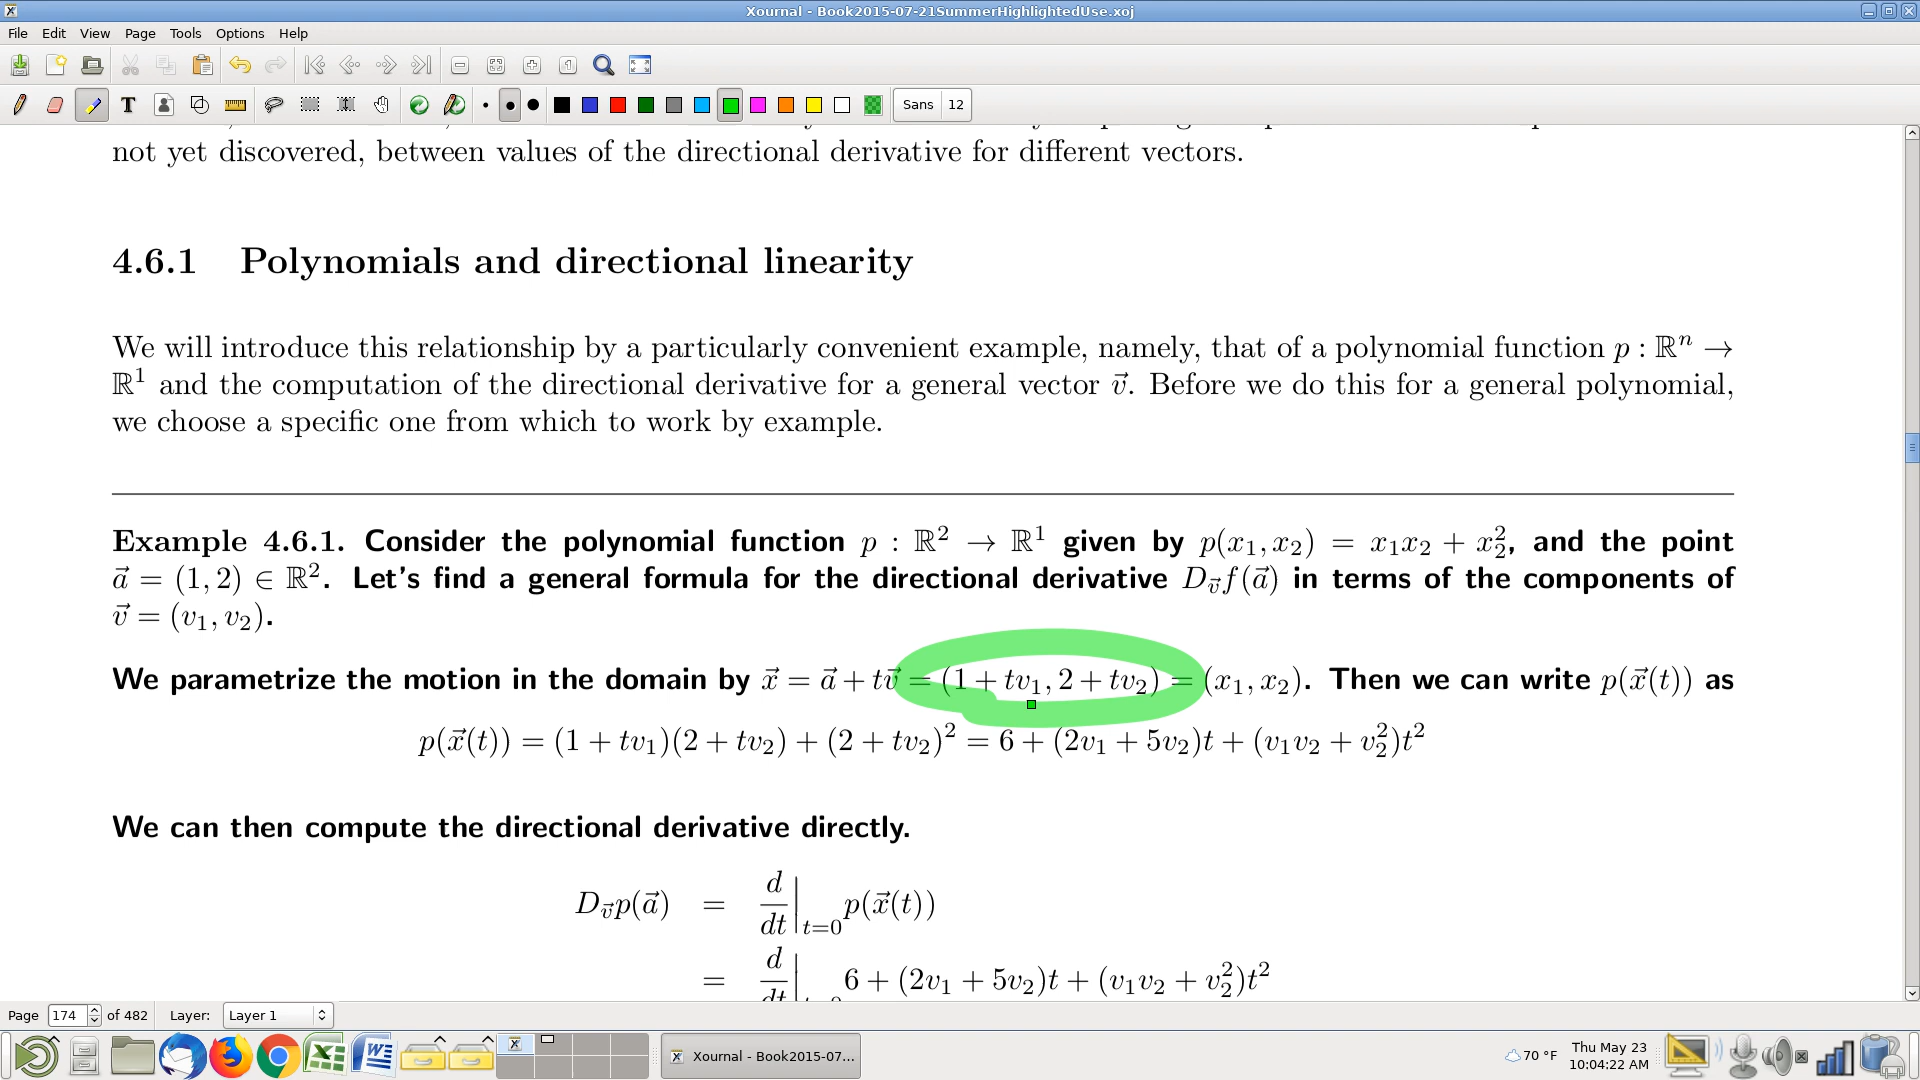 Xournal - Book2015-07-21SummerHighlightedUse.xoj
File Edit View Page Tools Options Help
Sans 12
not yet discovered, between values of the directional derivative for different vectors.
4.6.1 Polynomials and directional linearity
We will introduce this relationship by a particularly convenient example, namely, that of a polynomial function p : ℝⁿ →
ℝ¹ and the computation of the directional derivative for a general vector v⃗. Before we do this for a general polynomial,
we choose a specific one from which to work by example.
Example 4.6.1. Consider the polynomial function p : ℝ² → ℝ¹ given by p(x₁, x₂) = x₁x₂ + x₂², and the point
a⃗ = (1, 2) ∈ ℝ². Let's find a general formula for the directional derivative D_v⃗ f(a⃗) in terms of the components of
v⃗ = (v₁, v₂).
We parametrize the motion in the domain by x⃗ = a⃗ + tv⃗ = (1 + tv₁, 2 + tv₂) = (x₁, x₂). Then we can write p(x⃗(t)) as
p(x⃗(t)) = (1 + tv₁)(2 + tv₂) + (2 + tv₂)² = 6 + (2v₁ + 5v₂)t + (v₁v₂ + v₂²)t²
We can then compute the directional derivative directly.
D_v⃗ p(a⃗) = d/dt|_{t=0} p(x⃗(t))
= d/dt| 6 + (2v₁ + 5v₂)t + (v₁v₂ + v₂²)t²
Page 174 of 482 Layer: Layer 1
Xournal - Book2015-07...
70 °F
Thu May 23
10:04:22 AM